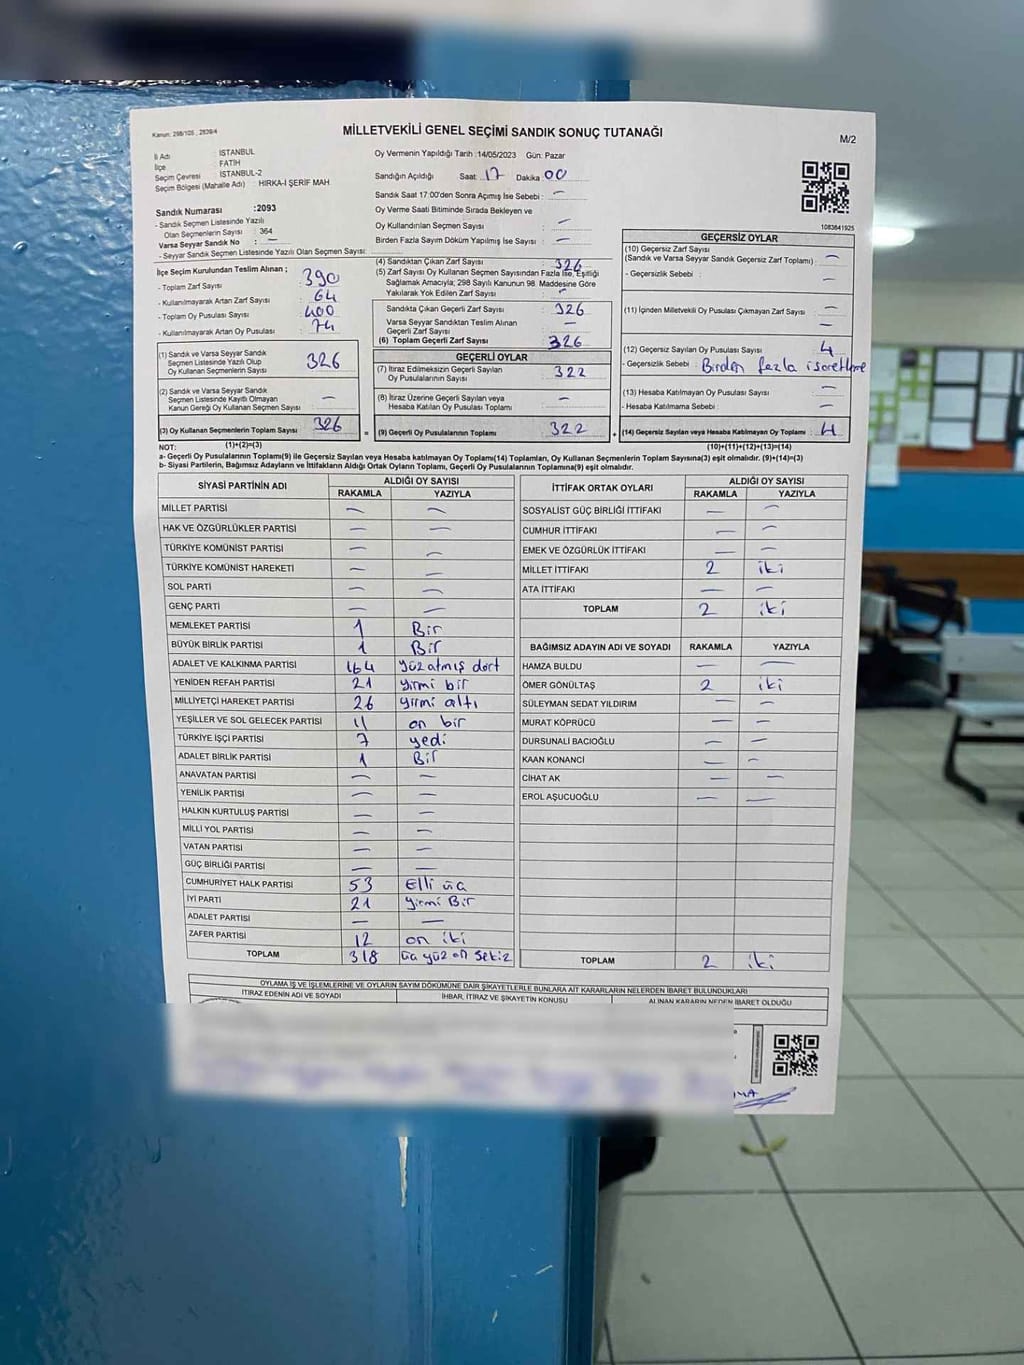 Kanun: 298/105 , 2839/4
MİLLETVEKİLİ GENEL SEÇİMİ SANDIK SONUÇ TUTANAĞI
M/2
İli Adı : İSTANBUL
İlçe : FATİH
Seçim Çevresi : İSTANBUL-2
Seçim Bölgesi (Mahalle Adı) : HIRKA-İ ŞERİF MAH.
Oy Vermenin Yapıldığı Tarih :14/05/2023 Gün: Pazar
Sandığın Açıldığı Saat : 17 Dakika : 00
Sandık Saat 17:00'den Sonra Açımış İse Sebebi : —
Oy Verme Saati Bitiminde Sırada Bekleyen ve
Oy Kullandırılan Seçmen Sayısı : —
Birden Fazla Sayım Döküm Yapılmış İse Sayısı : —
1083841925
Sandık Numarası :2093
- Sandık Seçmen Listesinde Yazılı
Olan Seçmenlerin Sayısı : 364
Varsa Seyyar Sandık No : —
- Seyyar Sandık Seçmen Listesinde Yazılı Olan Seçmen Sayısı:
İlçe Seçim Kurulundan Teslim Alınan ;
- Toplam Zarf Sayısı : 390
- Kullanılmayarak Artan Zarf Sayısı : 64
- Toplam Oy Pusulası Sayısı : 400
- Kullanılmayarak Artan Oy Pusulası : 74
(1) Sandık ve Varsa Seyyar Sandık
Seçmen Listesinde Yazılı Olup
Oy Kullanan Seçmenlerin Sayısı : 326
(2) Sandık ve Varsa Seyyar Sandık
Seçmen Listesinde Kayıtlı Olmayan
Kanun Gereği Oy Kullanan Seçmen Sayısı : —
(3) Oy Kullanan Seçmenlerin Toplam Sayısı : 326
(1)+(2)=(3)
(4) Sandıktan Çıkan Zarf Sayısı : 326
(5) Zarf Sayısı Oy Kullanan Seçmen Sayısından Fazla İse, Eşitliği
Sağlamak Amacıyla; 298 Sayılı Kanunun 98. Maddesine Göre
Yakılarak Yok Edilen Zarf Sayısı : —
Sandıkta Çıkan Geçerli Zarf Sayısı : 326
Varsa Seyyar Sandıktan Teslim Alınan
Geçerli Zarf Sayısı : —
(6) Toplam Geçerli Zarf Sayısı : 326
GEÇERLİ OYLAR
(7) İtiraz Edilmeksizin Geçerli Sayılan
Oy Pusulalarının Sayısı : 322
(8) İtiraz Üzerine Geçerli Sayılan veya
Hesaba Katılan Oy Pusulası Toplamı : —
= (9) Geçerli Oy Pusulalarının Toplamı : 322
GEÇERSİZ OYLAR
(10) Geçersiz Zarf Sayısı
(Sandık ve Varsa Seyyar Sandık Geçersiz Zarf Toplamı) : —
- Geçersizlik Sebebi : —
(11) İçinden Milletvekili Oy Pusulası Çıkmayan Zarf Sayısı : —
—
(12) Geçersiz Sayılan Oy Pusulası Sayısı : 4
- Geçersizlik Sebebi : Birden fazla işaretleme
(13) Hesaba Katılmayan Oy Pusulası Sayısı : —
- Hesaba Katılmama Sebebi : —
+ (14) Geçersiz Sayılan veya Hesaba Katılmayan Oy Toplamı : 4
(10)+(11)+(12)+(13)=(14)
NOT:
a- Geçerli Oy Pusulaları Toplamı(9) ile Geçersiz Sayılan veya Hesaba katılmayan Oy Toplamı(14) Toplamları, Oy Kullanan Seçmenlerin Toplam Sayısına(3) eşit olmalıdır. (9)+(14)=(3)
b- Siyasi Partilerin, Bağımsız Adayların ve İttifakların Aldığı Ortak Oyların Toplamı, Geçerli Oy Pusulalarının Toplamına(9) eşit olmalıdır.
SİYASİ PARTİNİN ADI ALDIĞI OY SAYISI
RAKAMLA YAZIYLA
MİLLET PARTİSİ — —
HAK VE ÖZGÜRLÜKLER PARTİSİ — —
TÜRKİYE KOMÜNİST PARTİSİ — —
TÜRKİYE KOMÜNİST HAREKETİ — —
SOL PARTİ — —
GENÇ PARTİ — —
MEMLEKET PARTİSİ 1 Bir
BÜYÜK BİRLİK PARTİSİ 1 Bir
ADALET VE KALKINMA PARTİSİ 164 yüz atmış dört
YENİDEN REFAH PARTİSİ 21 yirmi bir
MİLLİYETÇİ HAREKET PARTİSİ 26 yirmi altı
YEŞİLLER VE SOL GELECEK PARTİSİ 11 on bir
TÜRKİYE İŞÇİ PARTİSİ 7 yedi
ADALET BİRLİK PARTİSİ 1 Bir
ANAVATAN PARTİSİ — —
YENİLİK PARTİSİ — —
HALKIN KURTULUŞ PARTİSİ — —
MİLLİ YOL PARTİSİ — —
VATAN PARTİSİ — —
GÜÇ BİRLİĞİ PARTİSİ — —
CUMHURİYET HALK PARTİSİ 53 Elli üç
İYİ PARTİ 21 yirmi Bir
ADALET PARTİSİ — —
ZAFER PARTİSİ 12 on iki
TOPLAM 318 üç yüz on sekiz
İTTİFAK ORTAK OYLARI ALDIĞI OY SAYISI
RAKAMLA YAZIYLA
SOSYALİST GÜÇ BİRLİĞİ İTTİFAKI — —
CUMHUR İTTİFAKI — —
EMEK VE ÖZGÜRLÜK İTTİFAKI — —
MİLLET İTTİFAKI 2 iki
ATA İTTİFAKI — —
TOPLAM 2 iki
BAĞIMSIZ ADAYIN ADI VE SOYADI RAKAMLA YAZIYLA
HAMZA BULDU — —
ÖMER GÖNÜLTAŞ 2 iki
SÜLEYMAN SEDAT YILDIRIM — —
MURAT KÖPRÜCÜ — —
DURSUNALİ BACIOĞLU — —
KAAN KONANCİ — —
CİHAT AK — —
EROL AŞUCUOĞLU — —
TOPLAM 2 iki
OYLAMA İŞ VE İŞLEMLERİNE VE OYLARIN SAYIM DÖKÜMÜNE DAİR ŞİKAYETLERLE BUNLARA AİT KARARLARIN NELERDEN İBARET BULUNDUKLARI
İTİRAZ EDENİN ADI VE SOYADI İHBAR, İTİRAZ VE ŞİKAYETİN KONUSU ALINAN KARARIN NEDEN İBARET OLDUĞU